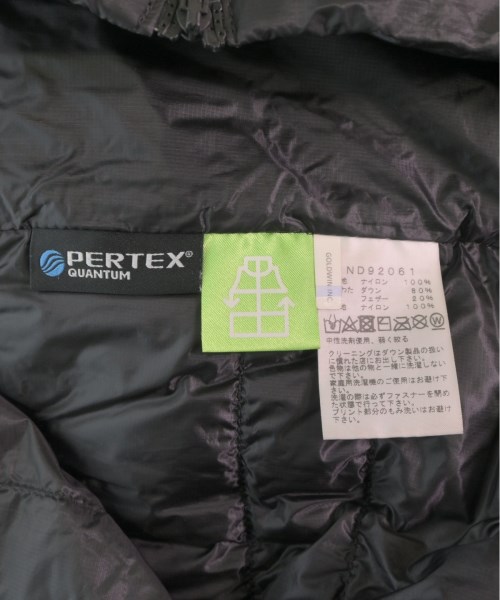 PERTEX®
QUANTUM
GOLDWIN INC.
ND92061
ナイロン 100%
わた ダウン 80%
フェザー 20%
ナイロン 100%
中性洗剤使用、弱く絞る
クリーニングはダウン製品の扱い
に慣れた店にお出し下さい。
色物は他の物と一緒に洗濯しない
で下さい。
家庭用洗濯機のご使用はお避け下
さい。
洗濯の際は必ずファスナーを閉め
た状態で行って下さい。
プリント部分のもみ洗いはお避け
下さい。